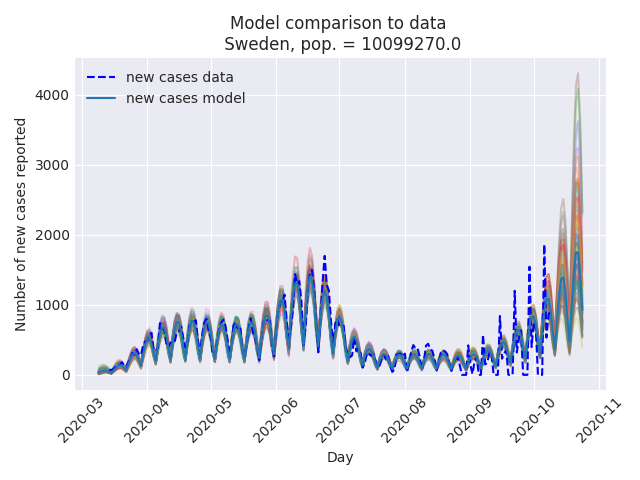 Model comparison to data
Sweden, pop. = 10099270.0
new cases data
new cases model
Number of new cases reported
4000
3000
2000
1000
0
2020-03
2020-04
2020-05
2020-06
2020-07
2020-08
2020-09
2020-10
2020-11
Day